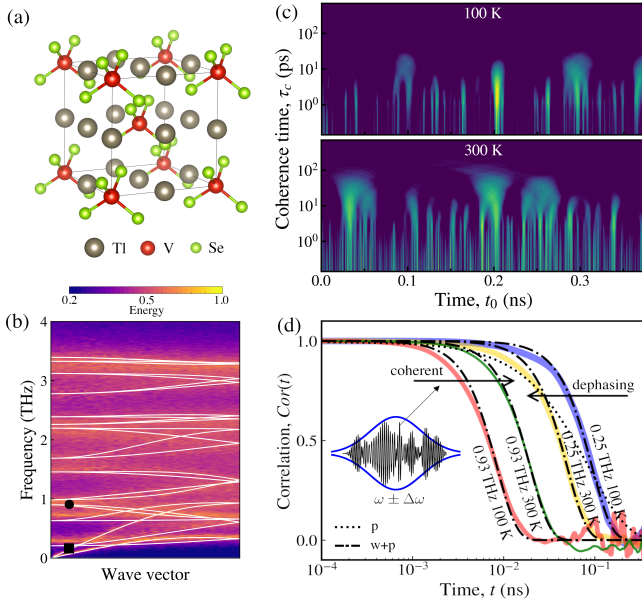 (a)
Tl
V
Se
0.2
0.5
1.0
Energy
(b)
4
3
2
1
0
Frequency (THz)
Wave vector
(c)
100 K
10²
10¹
10⁰
300 K
10²
10¹
10⁰
Coherence time, τc (ps)
0.0
0.1
0.2
0.3
Time, t0 (ns)
(d)
1.0
0.5
0.0
Correlation, Cor(t)
coherent
dephasing
ω ± Δω
0.93 THz 100 K
0.93 THz 300 K
0.25 THz 300 K
0.25 THz 100 K
p
w+p
10⁻⁴
10⁻³
10⁻²
10⁻¹
Time, t (ns)